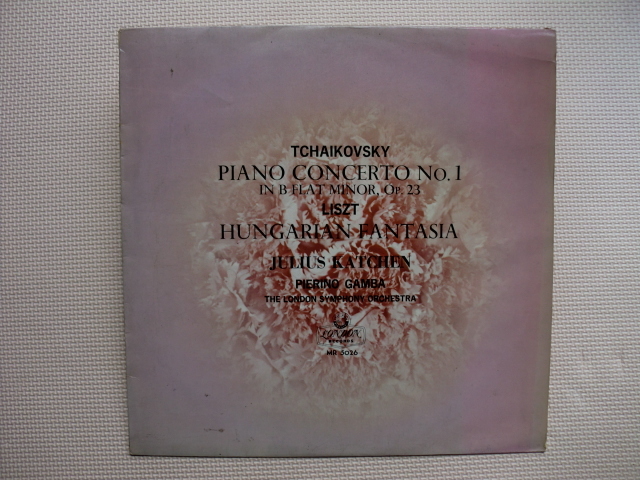 TCHAIKOVSKY
PIANO CONCERTO No. 1
IN B FLAT MINOR, Op. 23
LISZT
HUNGARIAN FANTASIA
JULIUS KATCHEN
PIERINO GAMBA
THE LONDON SYMPHONY ORCHESTRA
LONDON
RECORDS
MR 5026